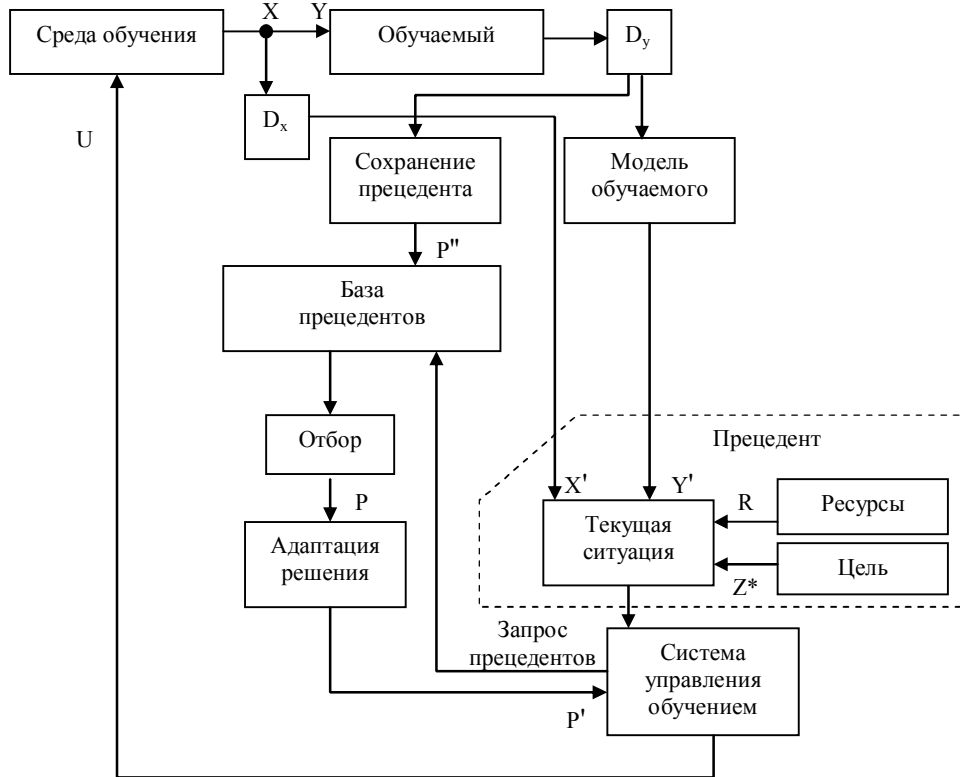 X Y
Среда обучения
Обучаемый
Dy
U
Dx
Сохранение
прецедента
Модель
обучаемого
P"
База
прецедентов
Отбор
Прецедент
P
X' Y'
R
Ресурсы
Текущая
ситуация
Адаптация
решения
Цель
Z*
Запрос
прецедентов
Система
управления
обучением
P'